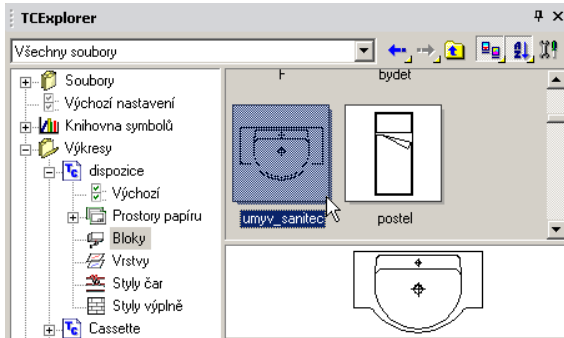 TCExplorer
Všechny soubory
Soubory
Výchozí nastavení
Knihovna symbolů
Výkresy
dispozice
Výchozí
Prostory papíru
Bloky
Vrstvy
Styly čar
Styly výplně
Cassette
bydet
umyv_sanitec
postel